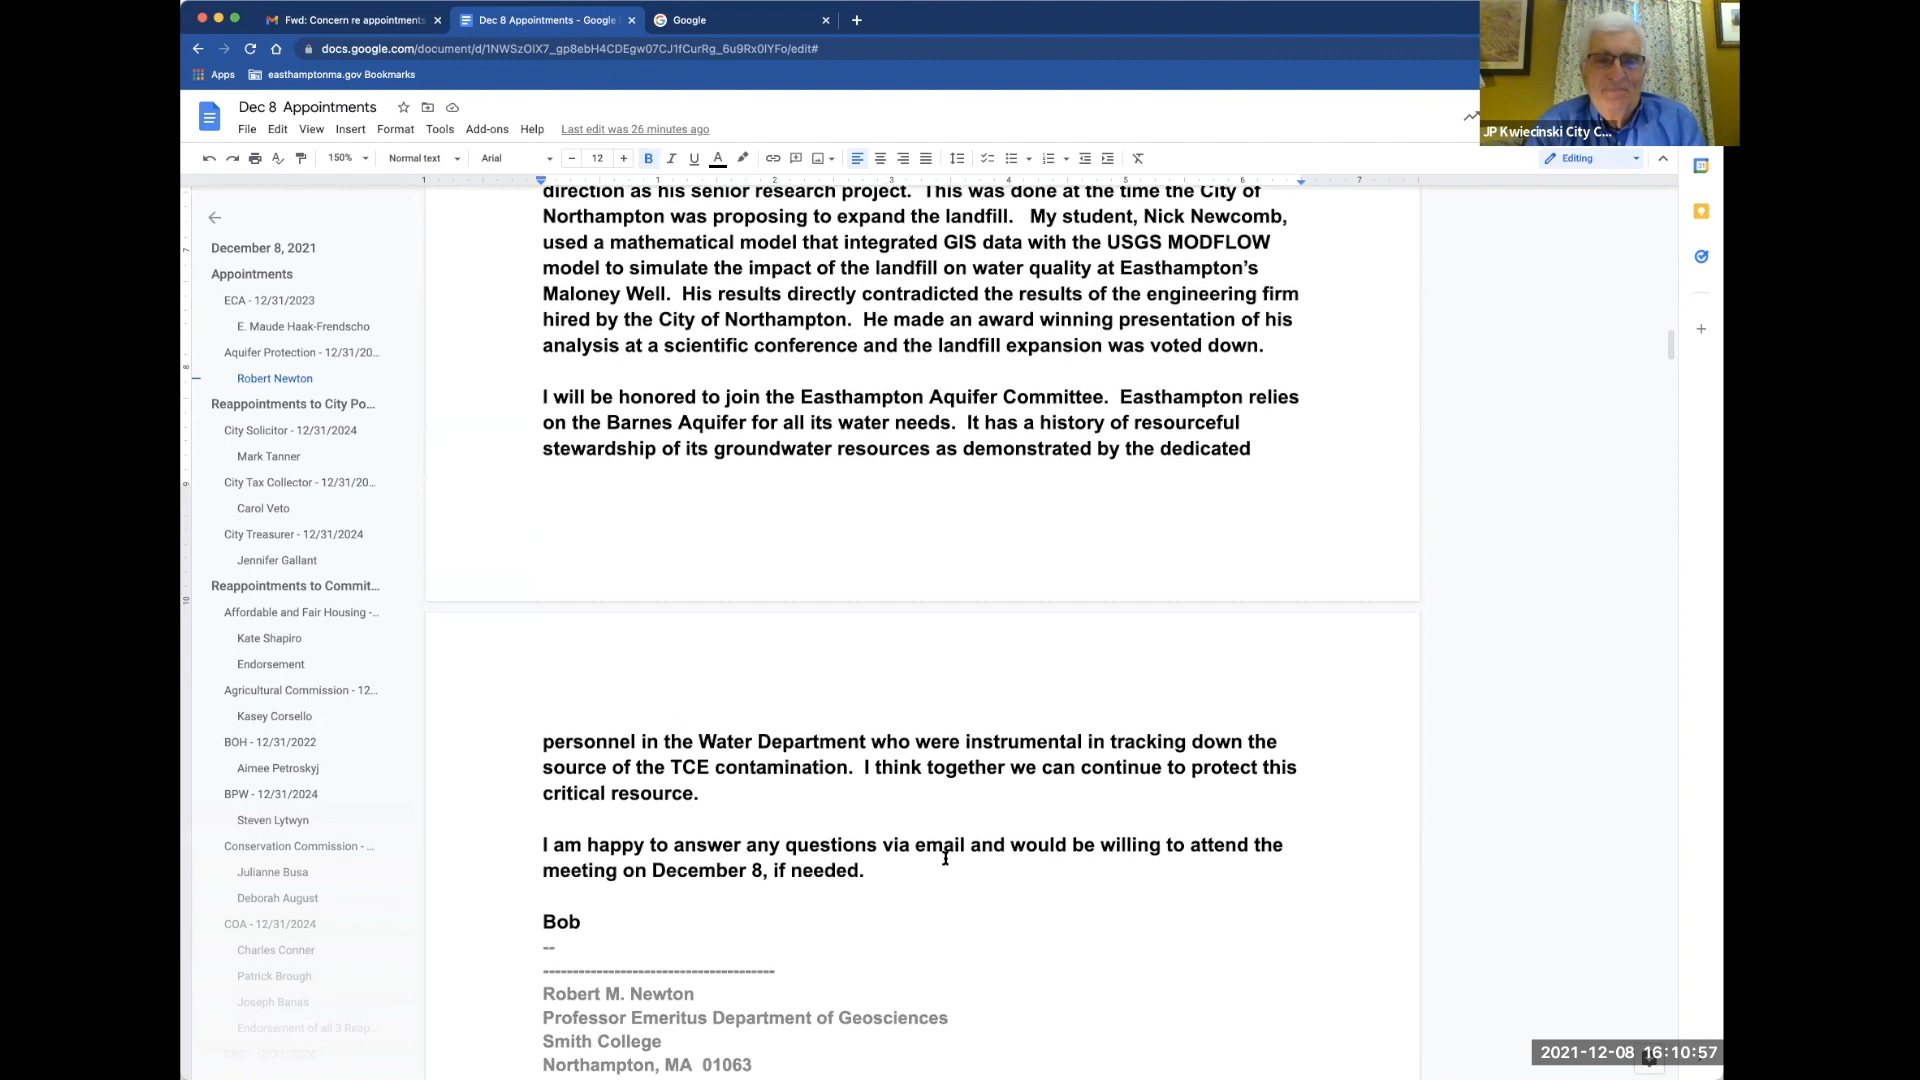 Fwd: Concern re appointments
Dec 8 Appointments - Google
Google
docs.google.com/document/d/1NWSzOIX7_gp8ebH4CDEgw07CJ1fCurRg_6u9Rx0IYFo/edit#
Apps
easthamptonma.gov Bookmarks
Dec 8 Appointments
File Edit View Insert Format Tools Add-ons Help Last edit was 26 minutes ago
150% Normal text Arial 12 Editing
JP Kwiecinski City C...
1 1 2 3 4 5 6 7
December 8, 2021
Appointments
ECA - 12/31/2023
E. Maude Haak-Frendscho
Aquifer Protection - 12/31/20...
Robert Newton
Reappointments to City Po...
City Solicitor - 12/31/2024
Mark Tanner
City Tax Collector - 12/31/20...
Carol Veto
City Treasurer - 12/31/2024
Jennifer Gallant
Reappointments to Commit...
Affordable and Fair Housing -...
Kate Shapiro
Endorsement
Agricultural Commission - 12...
Kasey Corsello
BOH - 12/31/2022
Aimee Petroskyj
BPW - 12/31/2024
Steven Lytwyn
Conservation Commission - ...
Julianne Busa
Deborah August
COA - 12/31/2024
Charles Conner
Patrick Brough
Joseph Banas
Endorsement of all 3 Reap...
direction as his senior research project. This was done at the time the City of
Northampton was proposing to expand the landfill. My student, Nick Newcomb,
used a mathematical model that integrated GIS data with the USGS MODFLOW
model to simulate the impact of the landfill on water quality at Easthampton's
Maloney Well. His results directly contradicted the results of the engineering firm
hired by the City of Northampton. He made an award winning presentation of his
analysis at a scientific conference and the landfill expansion was voted down.
I will be honored to join the Easthampton Aquifer Committee. Easthampton relies
on the Barnes Aquifer for all its water needs. It has a history of resourceful
stewardship of its groundwater resources as demonstrated by the dedicated
personnel in the Water Department who were instrumental in tracking down the
source of the TCE contamination. I think together we can continue to protect this
critical resource.
I am happy to answer any questions via email and would be willing to attend the
meeting on December 8, if needed.
Bob
--
---------------------------------------
Robert M. Newton
Professor Emeritus Department of Geosciences
Smith College
Northampton, MA 01063
2021-12-08 16:10:57